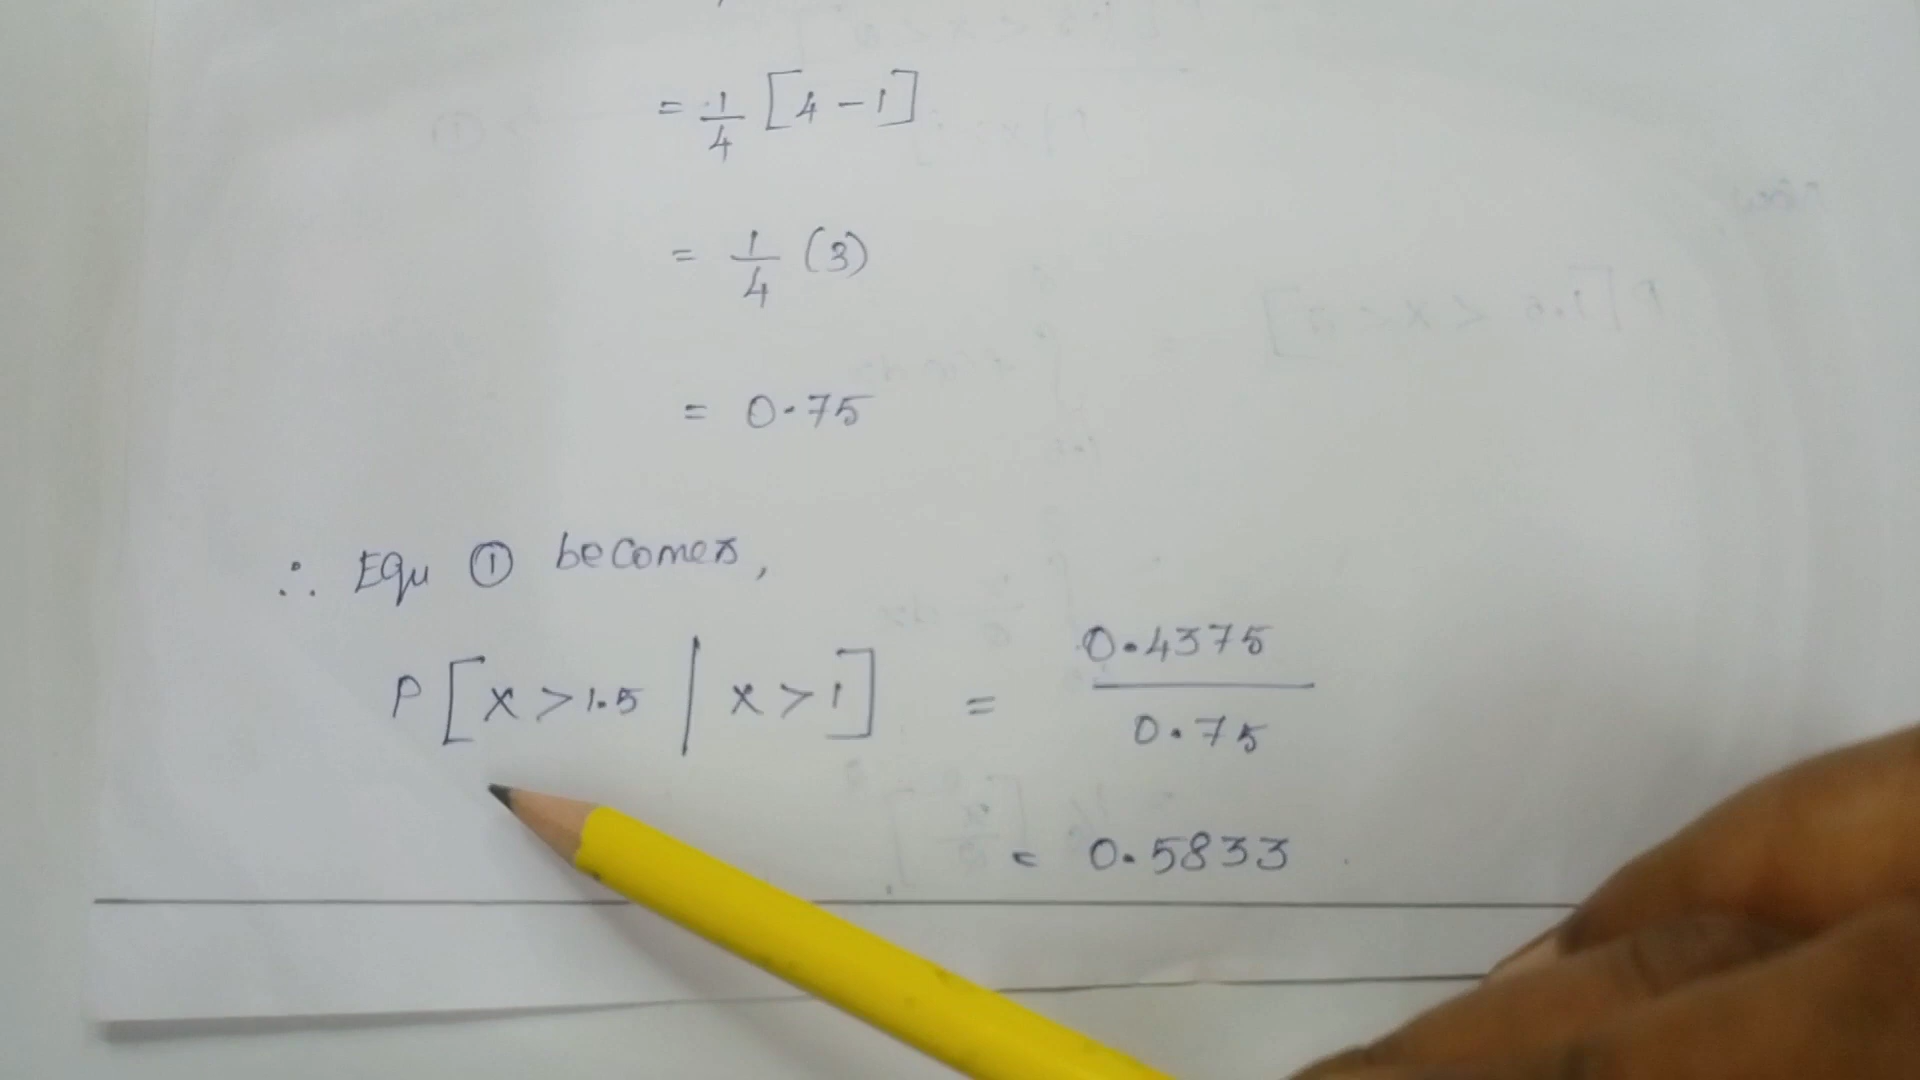 = 1/4 [4 - 1]
= 1/4 (3)
= 0.75
∴ Equ ① becomes,
P[x > 1.5 / x > 1] = 0.4375 / 0.75
= 0.5833